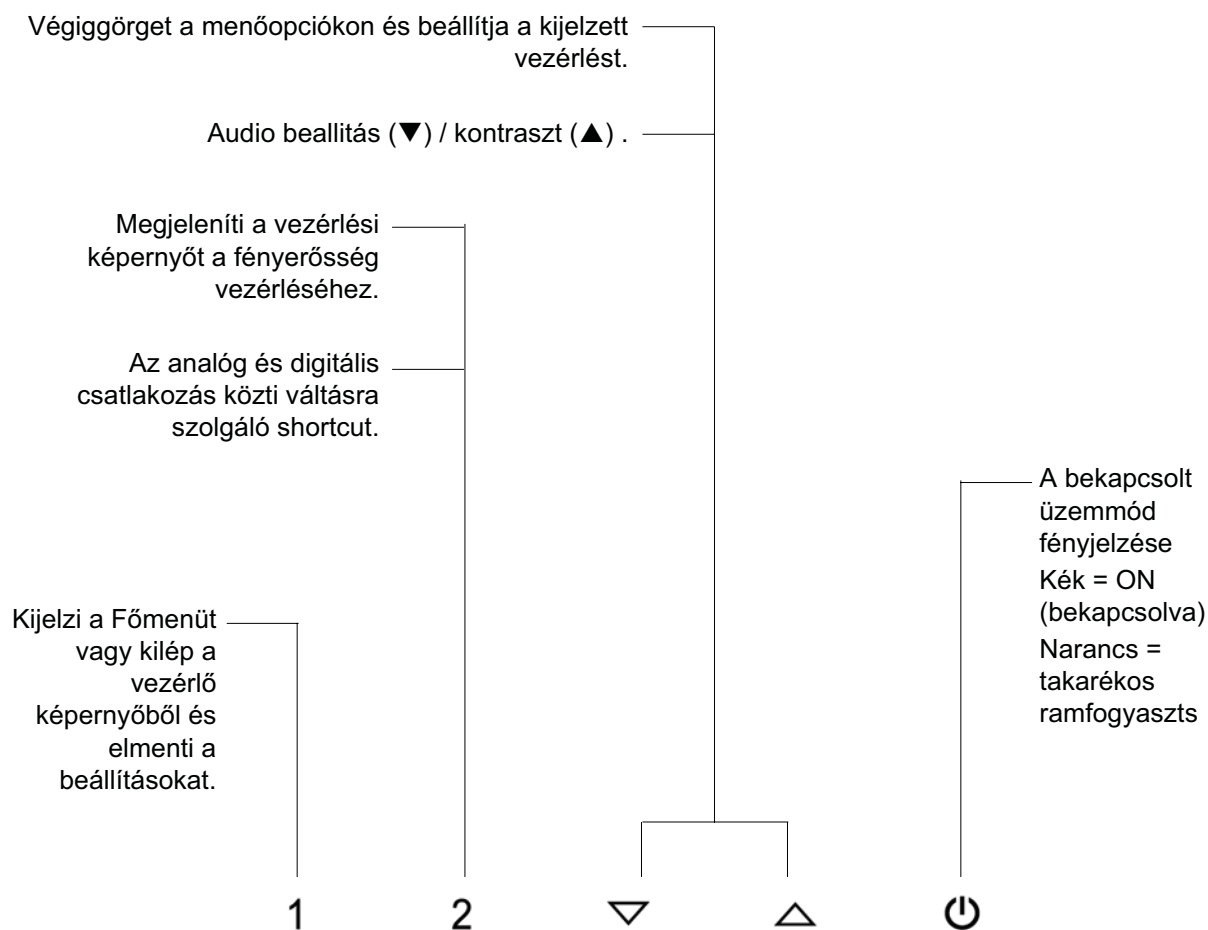 Végiggörget a menőopciókon és beállítja a kijelzett
vezérlést.
Audio beallitás (▼) / kontraszt (▲) .
Megjeleníti a vezérlési
képernyőt a fényerősség
vezérléséhez.
Az analóg és digitális
csatlakozás közti váltásra
szolgáló shortcut.
A bekapcsolt
üzemmód
fényjelzése
Kék = ON
(bekapcsolva)
Narancs =
takarékos
ramfogyaszts
Kijelzi a Főmenüt
vagy kilép a
vezérlő
képernyőből és
elmenti a
beállításokat.
1 2 ▽ △ ⏻